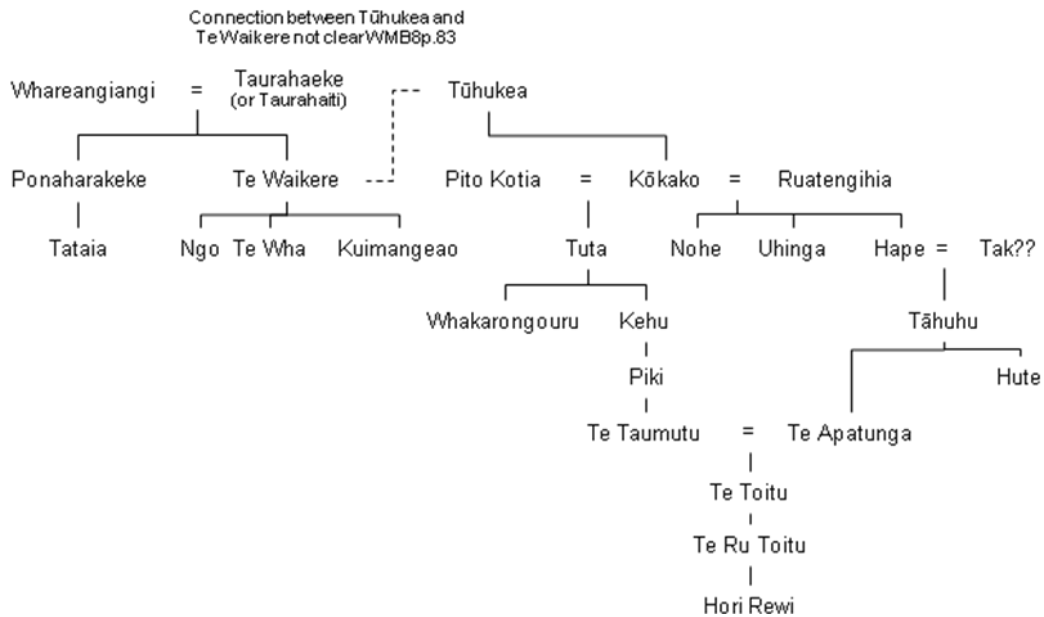 Connection between Tūhukea and
Te Waikere not clear WMB8p.83
Whareangiangi = Taurahaeke Tūhukea
(or Taurahaiti)
Ponaharakeke Te Waikere Pito Kotia = Kōkako = Ruatengihia
Tataia Ngo Te Wha Kuimangeao Tuta Nohe Uhinga Hape = Tak??
Whakarongouru Kehu Tāhuhu
Piki Hute
Te Taumutu = Te Apatunga
Te Toitu
Te Ru Toitu
Hori Rewi